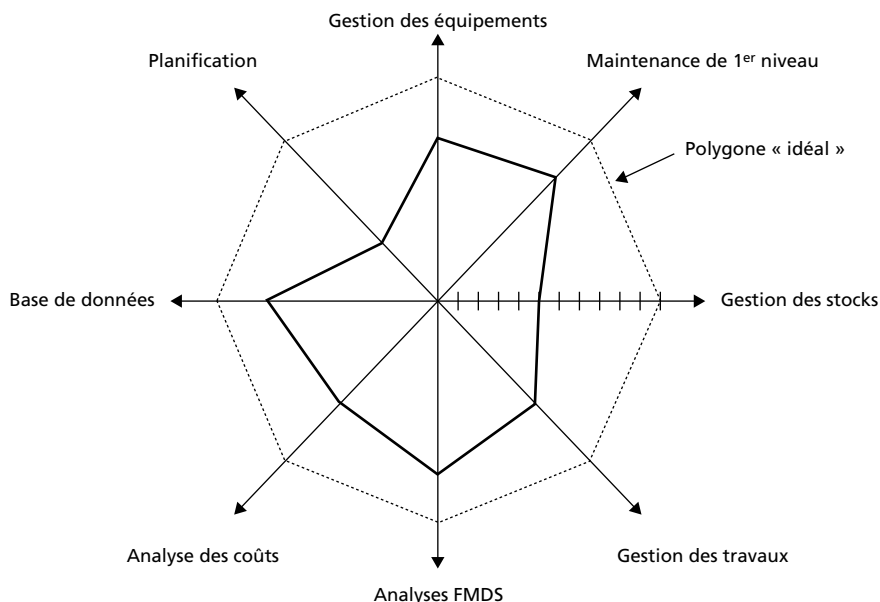 Gestion des équipements
Planification
Maintenance de 1er niveau
Polygone « idéal »
Base de données
Gestion des stocks
Analyse des coûts
Gestion des travaux
Analyses FMDS